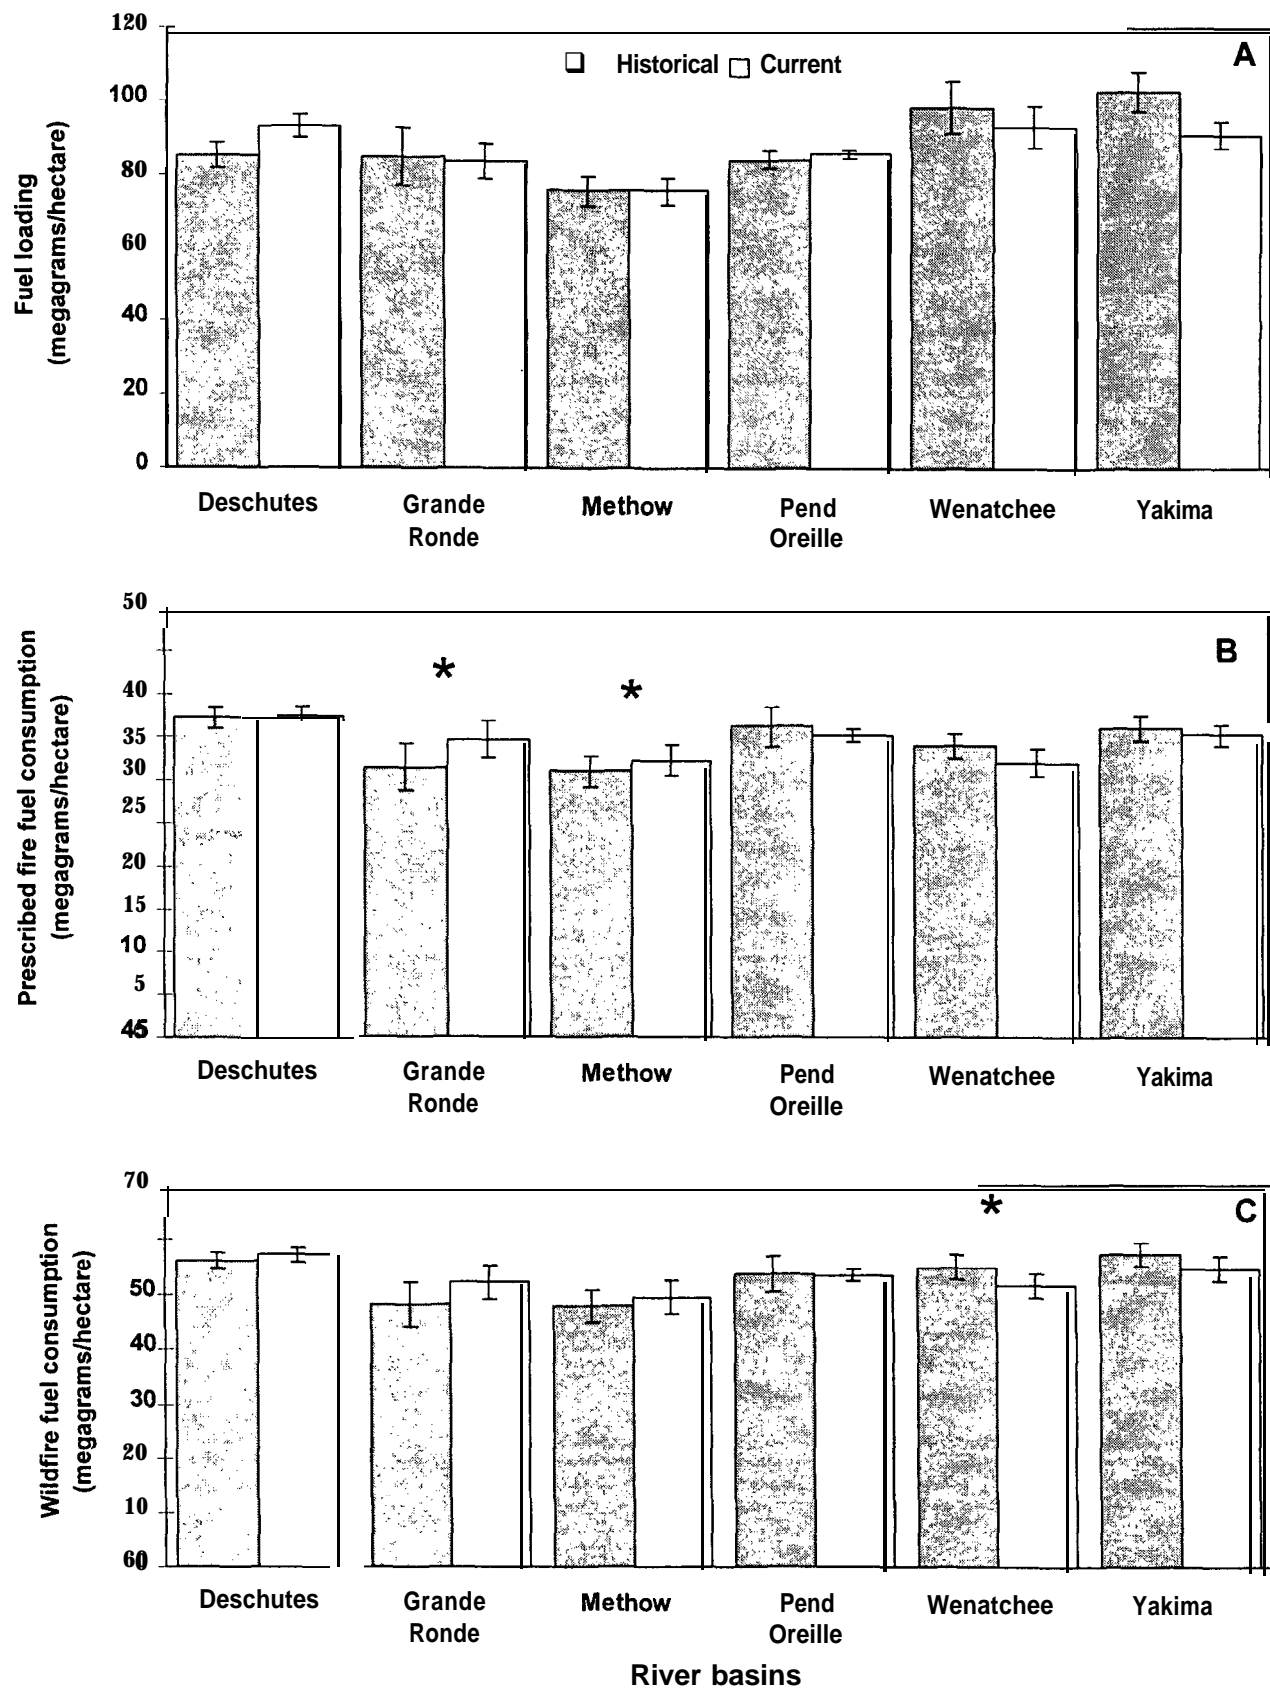 120
100
80
60
40
20
0
Fuel loading
(megagrams/hectare)
❑ Historical □ Current
A
Deschutes
Grande
Ronde
Methow
Pend
Oreille
Wenatchee
Yakima
50
40
35
30
25
20
15
10
5
Prescribed fire fuel consumption
(megagrams/hectare)
*
*
B
Deschutes
Grande
Ronde
Methow
Pend
Oreille
Wenatchee
Yakima
70
50
40
30
20
10
Wildfire fuel consumption
(megagrams/hectare)
*
C
Deschutes
Grande
Ronde
Methow
Pend
Oreille
Wenatchee
Yakima
River basins